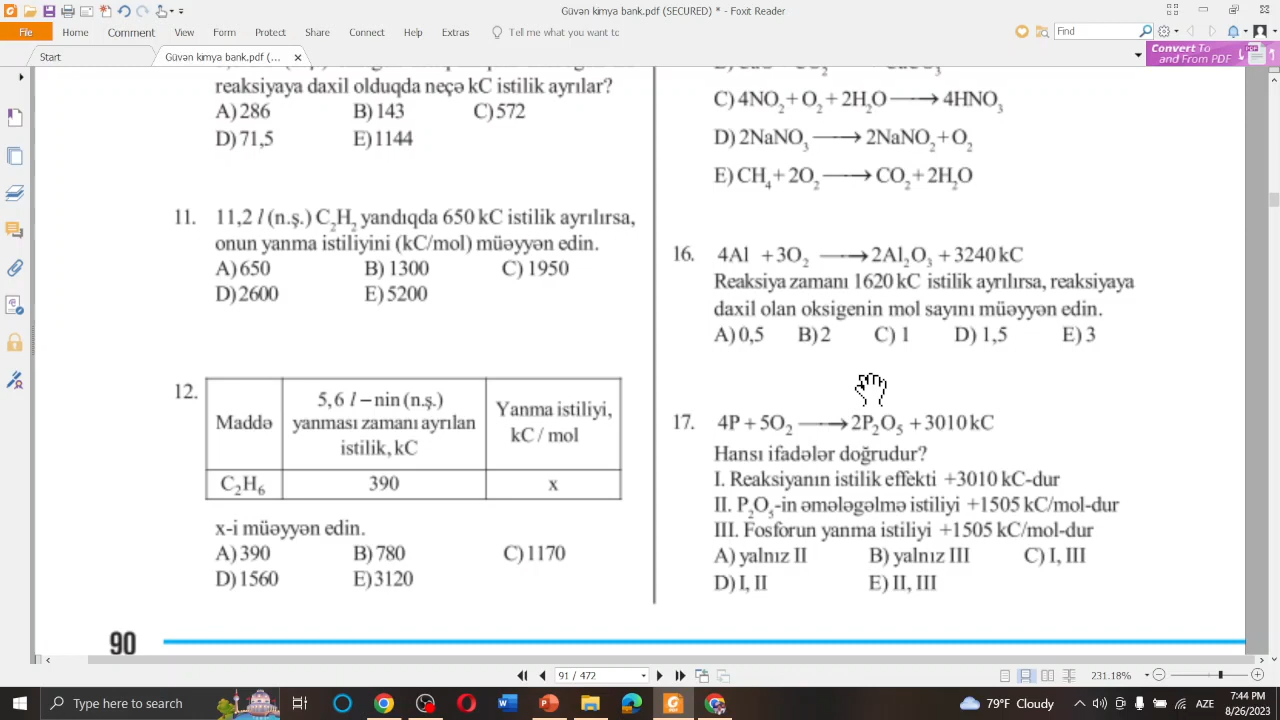 Güvən kimya bank.pdf (SECURED) * - Foxit Reader
File Home Comment View Form Protect Share Connect Help Extras Tell me what you want to Find
Start Güvən kimya bank.pdf (... Convert To and From PDF
reaksiyaya daxil olduqda neçə kC istilik ayrılar?
A) 286 B) 143 C) 572
D) 71,5 E) 1144
11. 11,2 l (n.ş.) C₂H₂ yandıqda 650 kC istilik ayrılırsa,
onun yanma istiliyini (kC/mol) müəyyən edin.
A) 650 B) 1300 C) 1950
D) 2600 E) 5200
12.
Maddə
5,6 l – nin (n.ş.)
yanması zamanı ayrılan
istilik, kC
Yanma istiliyi,
kC / mol
C₂H₆ 390 x
x-i müəyyən edin.
A) 390 B) 780 C) 1170
D) 1560 E) 3120
90
C) 4NO₂ + O₂ + 2H₂O ⟶ 4HNO₃
D) 2NaNO₃ ⟶ 2NaNO₂ + O₂
E) CH₄ + 2O₂ ⟶ CO₂ + 2H₂O
16. 4Al + 3O₂ ⟶ 2Al₂O₃ + 3240 kC
Reaksiya zamanı 1620 kC istilik ayrılırsa, reaksiyaya
daxil olan oksigenin mol sayını müəyyən edin.
A) 0,5 B) 2 C) 1 D) 1,5 E) 3
17. 4P + 5O₂ ⟶ 2P₂O₅ + 3010 kC
Hansı ifadələr doğrudur?
I. Reaksiyanın istilik effekti +3010 kC-dur
II. P₂O₅-in əmələgəlmə istiliyi +1505 kC/mol-dur
III. Fosforun yanma istiliyi +1505 kC/mol-dur
A) yalnız II B) yalnız III C) I, III
D) I, II E) II, III
91 / 472 231.18%
Type here to search 79°F Cloudy AZE 7:44 PM
8/26/2023